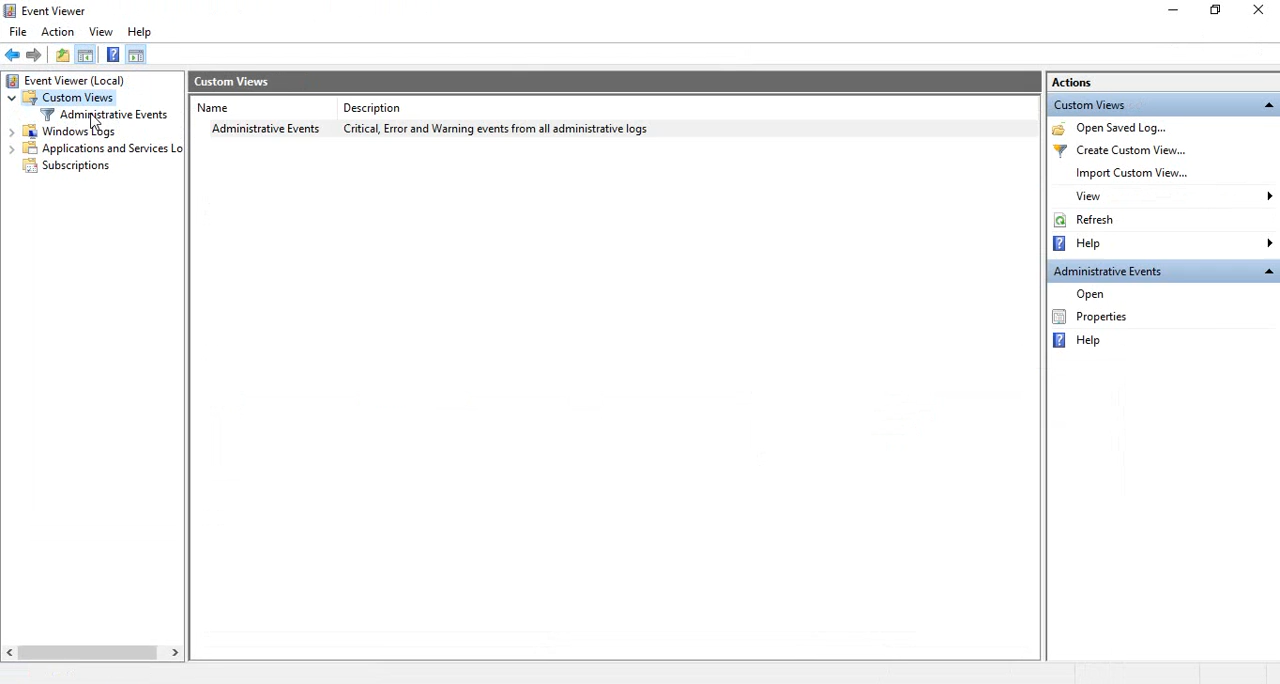 Event Viewer
File Action View Help
Event Viewer (Local)
Custom Views
Administrative Events
Windows Logs
Applications and Services Lo
Subscriptions
Custom Views
Name Description
Administrative Events Critical, Error and Warning events from all administrative logs
Actions
Custom Views
Open Saved Log...
Create Custom View...
Import Custom View...
View
Refresh
Help
Administrative Events
Open
Properties
Help